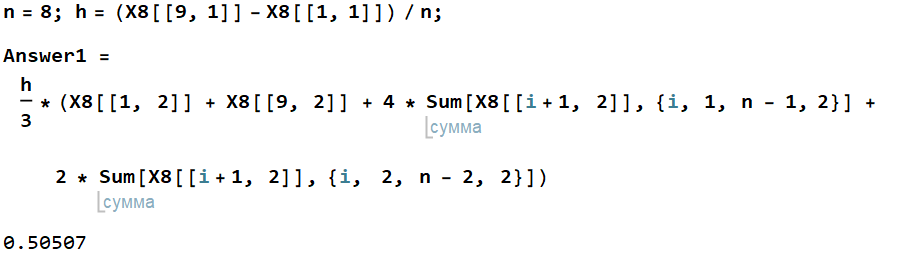 n = 8; h = (X8[[9, 1]] - X8[[1, 1]]) / n;
Answer1 =
h
3
* (X8[[1, 2]] + X8[[9, 2]] + 4 * Sum[X8[[i + 1, 2]], {i, 1, n - 1, 2}] +
сумма
2 * Sum[X8[[i + 1, 2]], {i, 2, n - 2, 2}])
сумма
0.50507